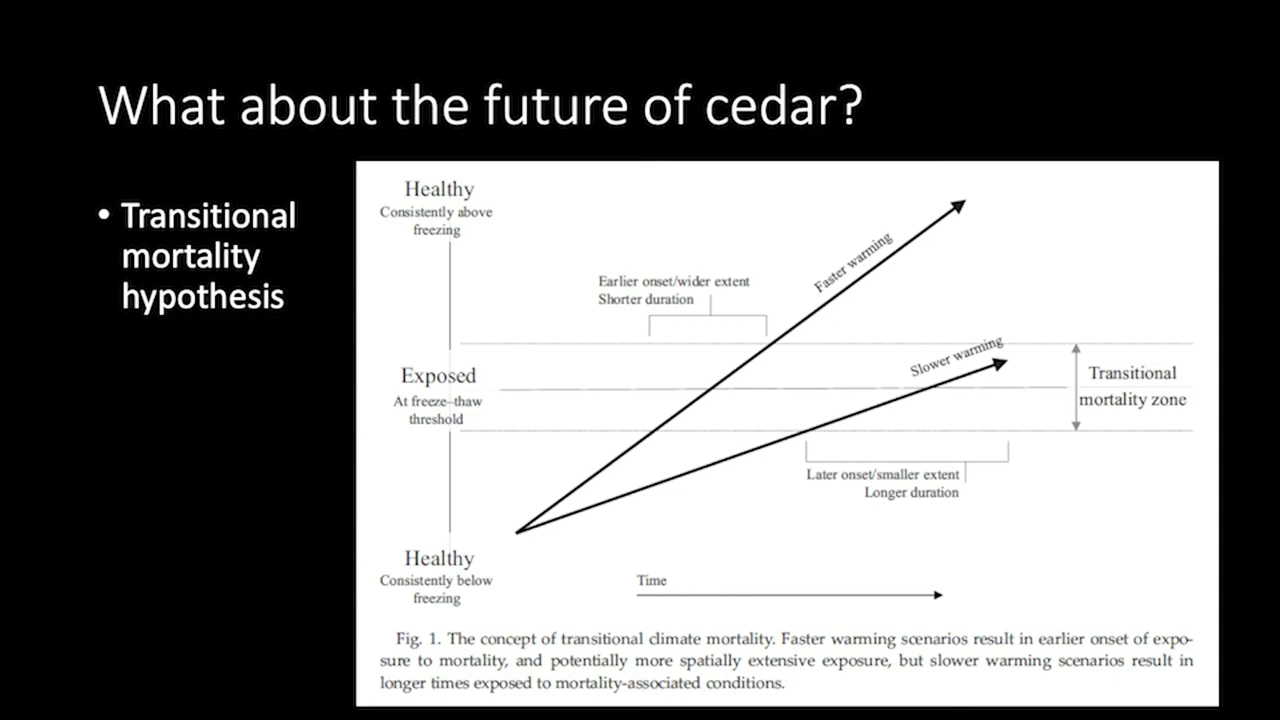 What about the future of cedar?
• Transitional
mortality
hypothesis
Healthy
Consistently above
freezing
Faster warming
Earlier onset/wider extent
Shorter duration
Slower warming
Exposed
At freeze–thaw
threshold
Transitional
mortality zone
Later onset/smaller extent
Longer duration
Healthy
Consistently below
freezing
Time
Fig. 1. The concept of transitional climate mortality. Faster warming scenarios result in earlier onset of expo-
sure to mortality, and potentially more spatially extensive exposure, but slower warming scenarios result in
longer times exposed to mortality-associated conditions.